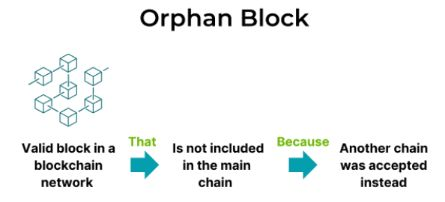 Orphan Block
Valid block in a
blockchain
network
That
Is not included
in the main
chain
Because
Another chain
was accepted
instead